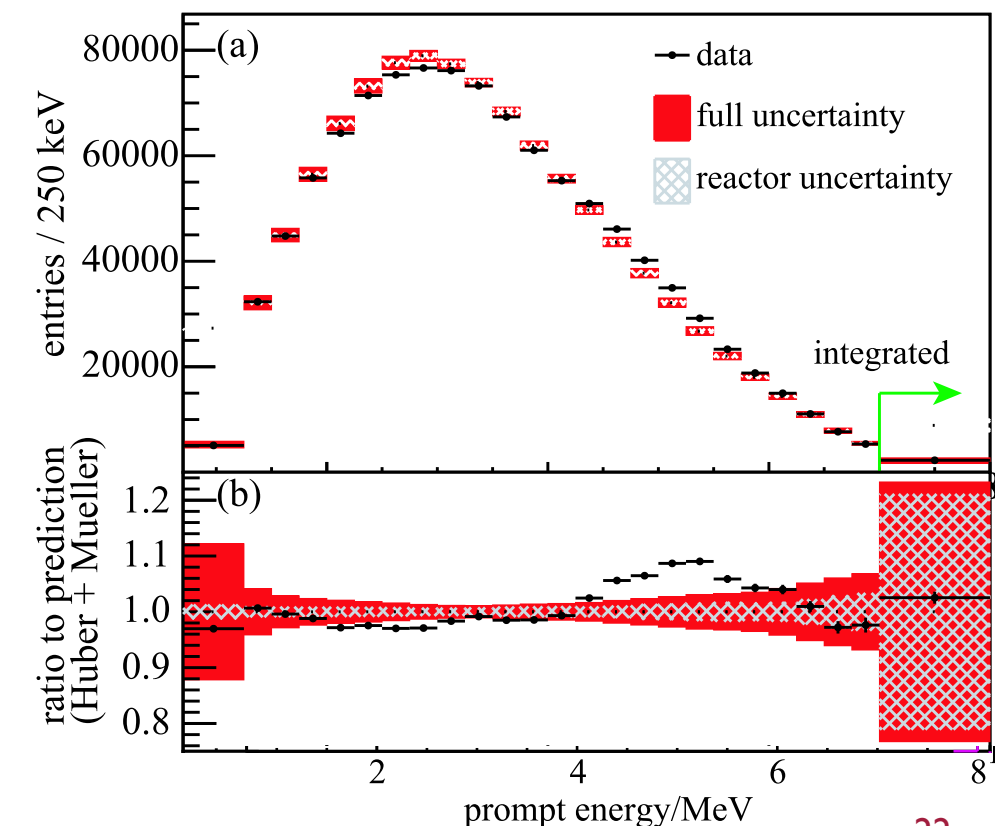 (a)
80000
60000
40000
20000
entries / 250 keV
data
full uncertainty
reactor uncertainty
integrated
(b)
1.2
1.1
1.0
0.9
0.8
ratio to prediction
(Huber + Mueller)
2
4
6
8
prompt energy/MeV